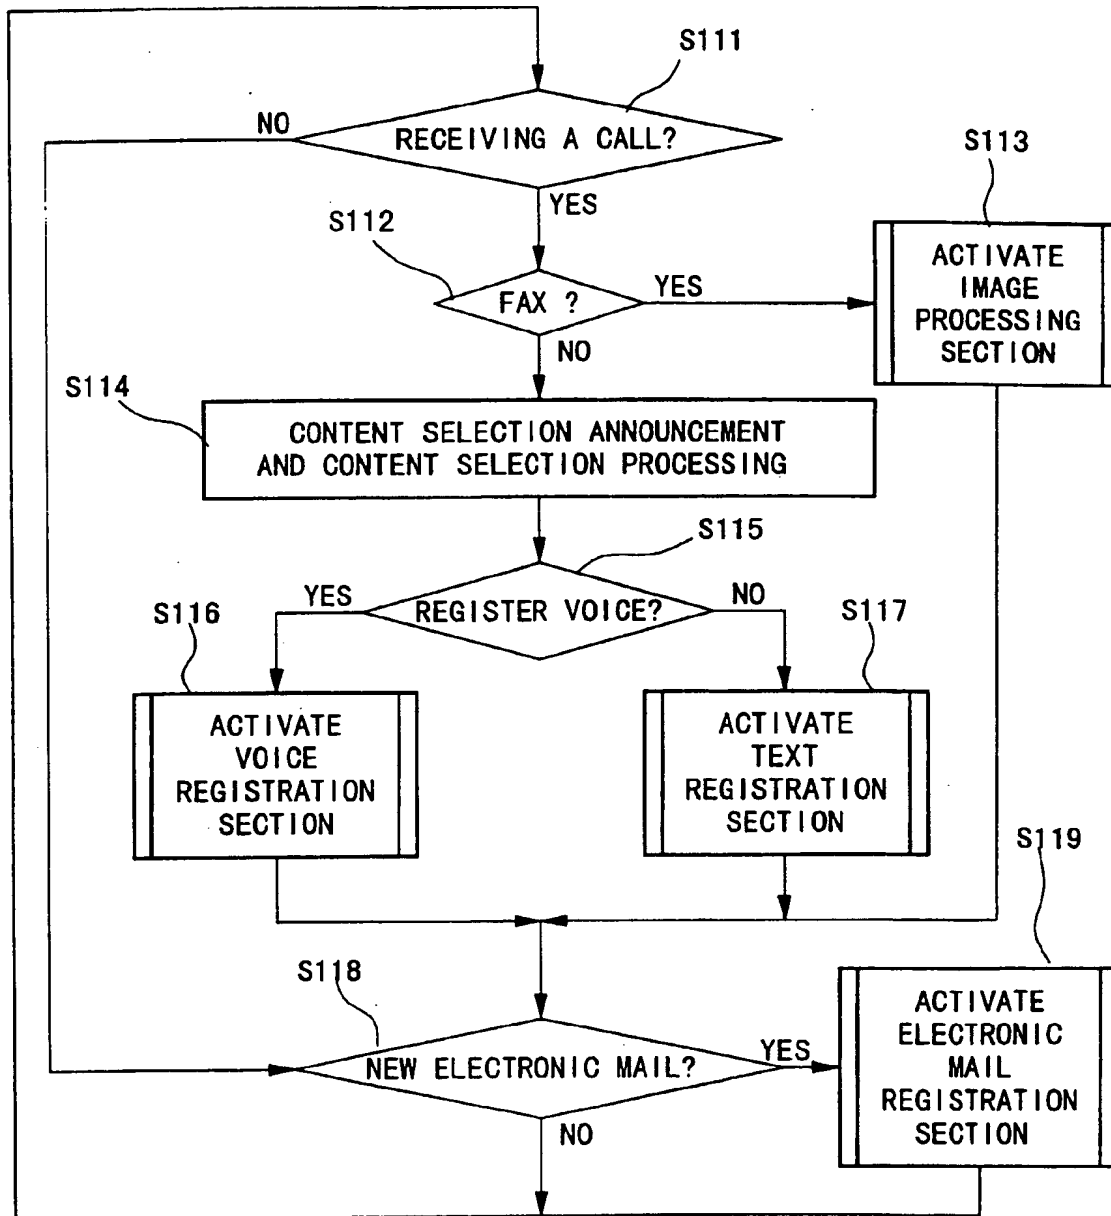 S111
NO
RECEIVING A CALL?
S113
YES
S112
ACTIVATE
IMAGE
PROCESSING
SECTION
FAX ?
YES
NO
S114
CONTENT SELECTION ANNOUNCEMENT
AND CONTENT SELECTION PROCESSING
S115
YES
REGISTER VOICE?
NO
S116
S117
ACTIVATE
VOICE
REGISTRATION
SECTION
ACTIVATE
TEXT
REGISTRATION
SECTION
S119
S118
ACTIVATE
ELECTRONIC
MAIL
REGISTRATION
SECTION
NEW ELECTRONIC MAIL?
YES
NO